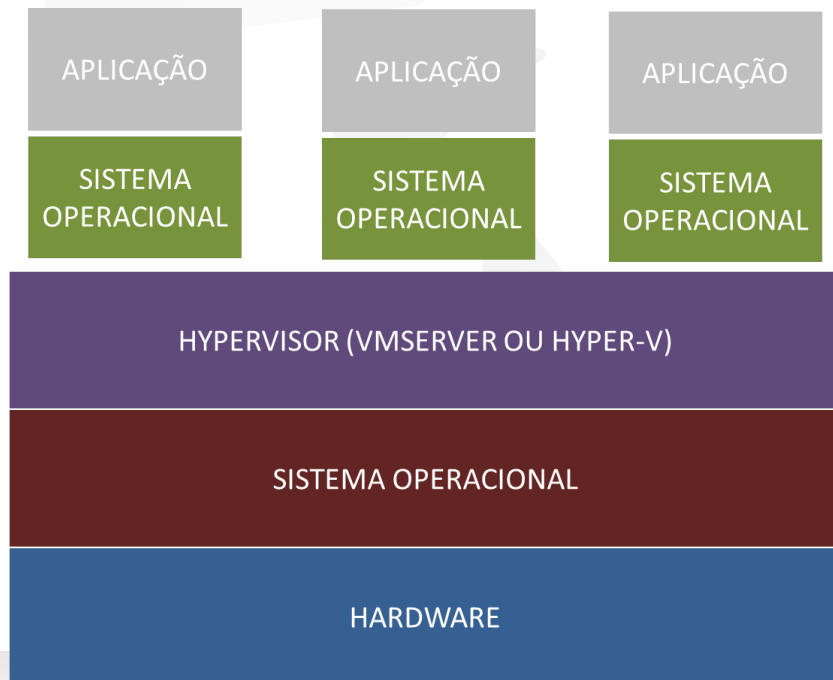 APLICAÇÃO
APLICAÇÃO
APLICAÇÃO
SISTEMA
OPERACIONAL
SISTEMA
OPERACIONAL
SISTEMA
OPERACIONAL
HYPERVISOR (VMSERVER OU HYPER-V)
SISTEMA OPERACIONAL
HARDWARE